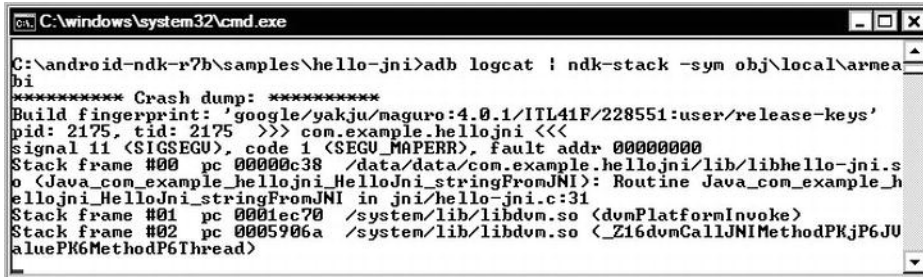 C:\windows\system32\cmd.exe
C:\android-ndk-r7b\samples\hello-jni>adb logcat | ndk-stack -sym obj\local\armea
bi
********** Crash dump: **********
Build fingerprint: 'google/yakju/maguro:4.0.1/ITL41F/228551:user/release-keys'
pid: 2175, tid: 2175  >>> com.example.hellojni <<<
signal 11 (SIGSEGV), code 1 (SEGV_MAPERR), fault addr 00000000
Stack frame #00  pc 00000c38  /data/data/com.example.hellojni/lib/libhello-jni.s
o (Java_com_example_hellojni_HelloJni_stringFromJNI): Routine Java_com_example_h
ellojni_HelloJni_stringFromJNI in jni/hello-jni.c:31
Stack frame #01  pc 0001ec70  /system/lib/libdvm.so (dvmPlatformInvoke)
Stack frame #02  pc 0005906a  /system/lib/libdvm.so (_Z16dvmCallJNIMethodPKjP6JV
aluePK6MethodP6Thread)